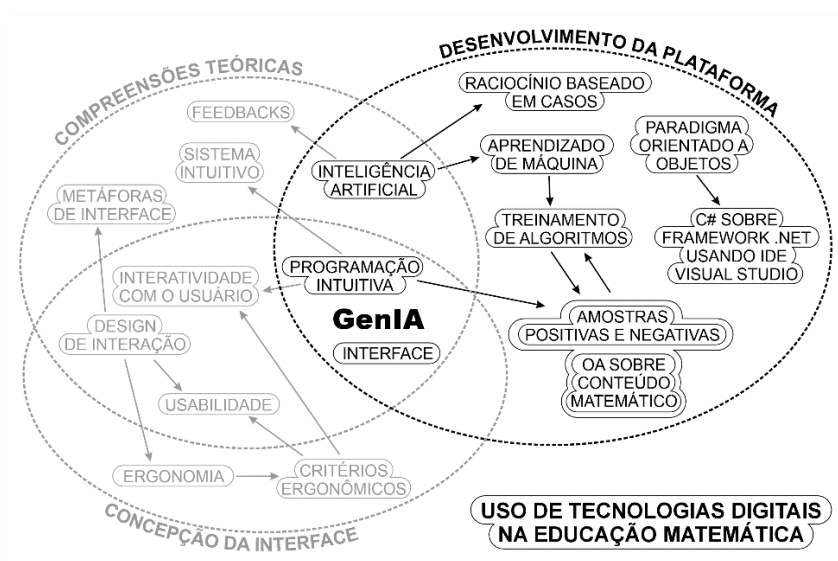 COMPREENSÕES TEÓRICAS
DESENVOLVIMENTO DA PLATAFORMA
FEEDBACKS
SISTEMA
INTUITIVO
METÁFORAS
DE INTERFACE
INTERATIVIDADE
COM O USUÁRIO
DESIGN
DE INTERAÇÃO
USABILIDADE
ERGONOMIA
CRITÉRIOS
ERGONÔMICOS
CONCEPÇÃO DA INTERFACE
RACIOCÍNIO BASEADO
EM CASOS
INTELIGÊNCIA
ARTIFICIAL
APRENDIZADO
DE MÁQUINA
PARADIGMA
ORIENTADO A
OBJETOS
TREINAMENTO
DE ALGORITMOS
C# SOBRE
FRAMEWORK .NET
USANDO IDE
VISUAL STUDIO
PROGRAMAÇÃO
INTUITIVA
GenIA
INTERFACE
AMOSTRAS
POSITIVAS E NEGATIVAS
OA SOBRE
CONTEÚDO
MATEMÁTICO
USO DE TECNOLOGIAS DIGITAIS
NA EDUCAÇÃO MATEMÁTICA